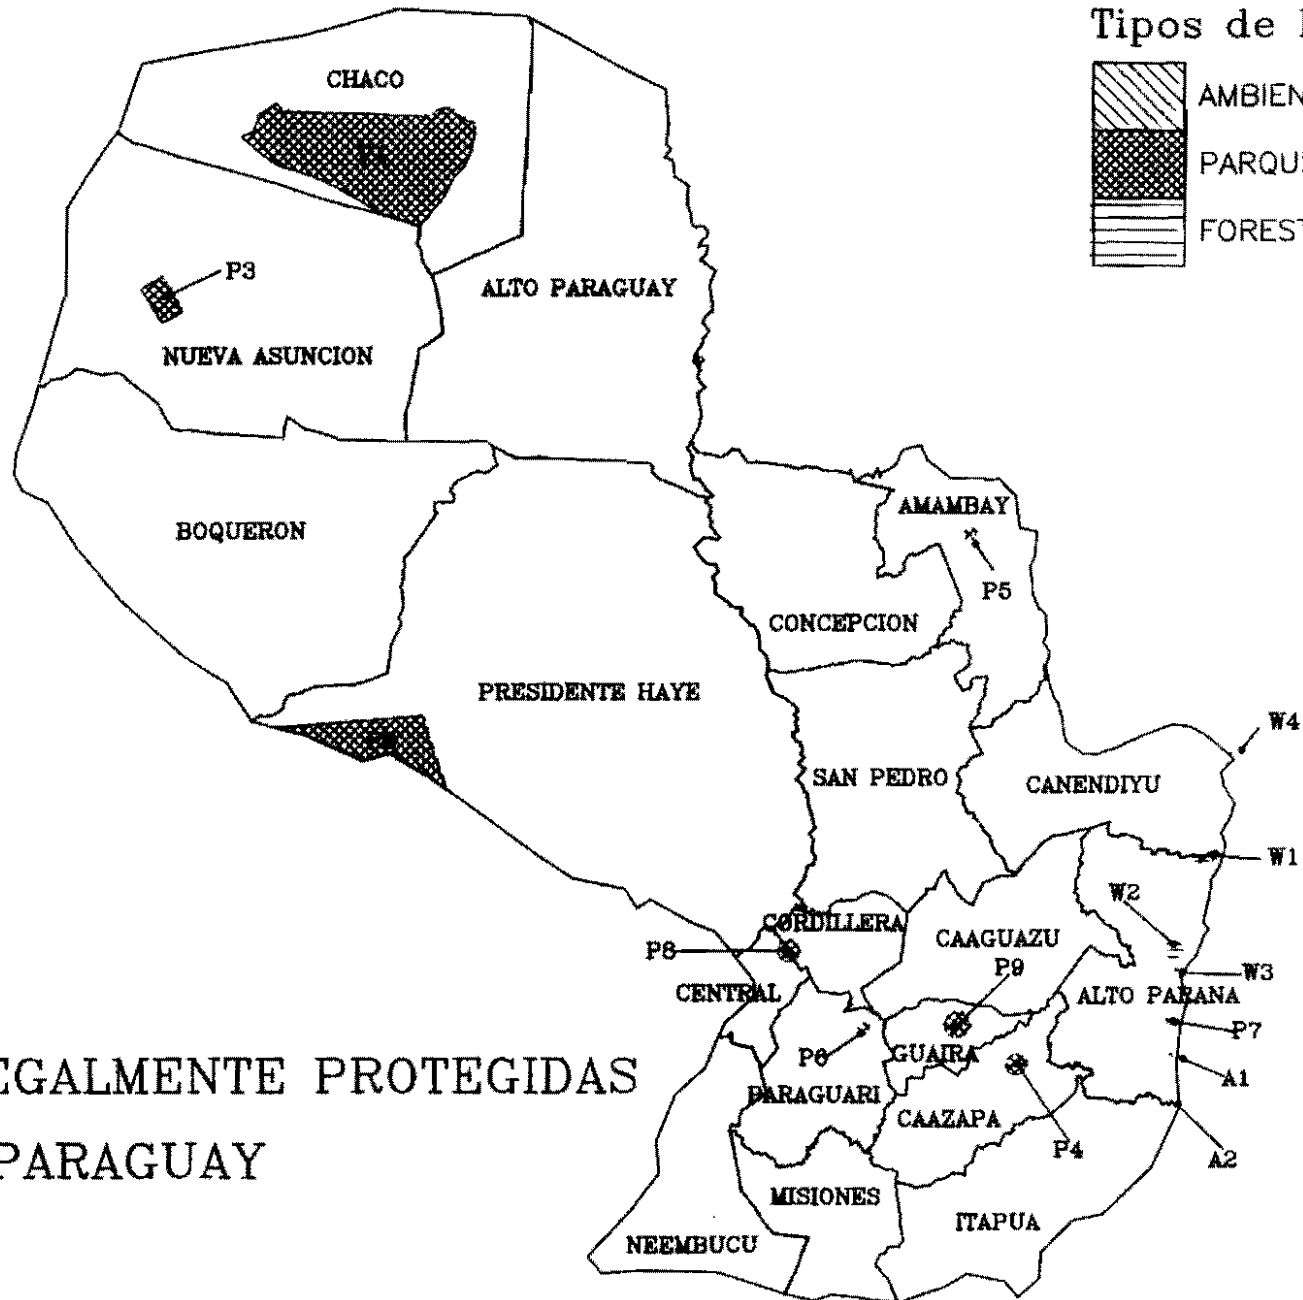 Tipos de
AMBIEN
PARQUE
FOREST
CHACO
P3
ALTO PARAGUAY
NUEVA ASUNCION
BOQUERON
AMAMBAY
P5
CONCEPCION
PRESIDENTE HAYE
W4
SAN PEDRO
CANENDIYU
W1
W2
CORDILLERA
CAAGUAZU
P8
P9
W3
CENTRAL
ALTO PARANA
P7
P6
GUAIRA
EGALMENTE PROTEGIDAS
A1
PARAGUARI
CAAZAPA
P4
PARAGUAY
A2
MISIONES
ITAPUA
NEEMBUCU